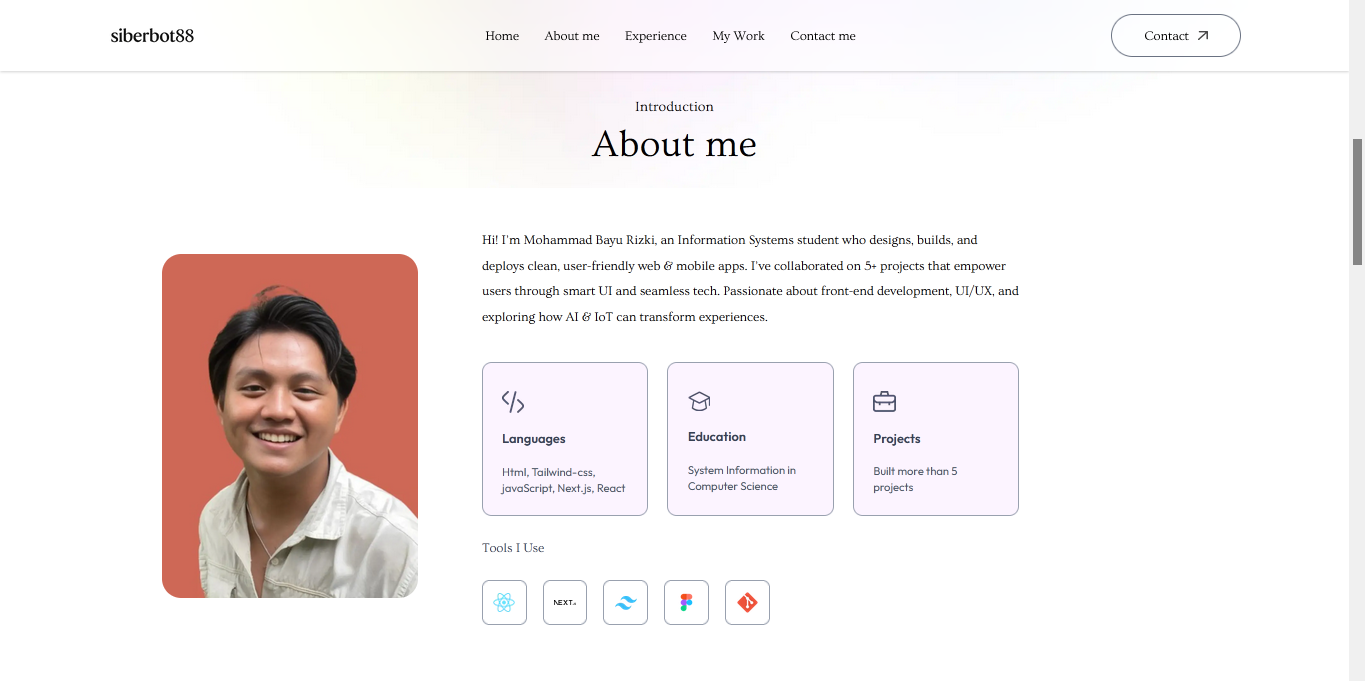 siberbot88
Home
About me
Experience
My Work
Contact me
Contact
Introduction
About me
Hi! I'm Mohammad Bayu Rizki, an Information Systems student who designs, builds, and
deploys clean, user-friendly web & mobile apps. I've collaborated on 5+ projects that empower
users through smart UI and seamless tech. Passionate about front-end development, UI/UX, and
exploring how AI & IoT can transform experiences.
Languages
Html, Tailwind-css,
javaScript, Next.js, React
Education
System Information in
Computer Science
Projects
Built more than 5
projects
Tools I Use
NEXT.js